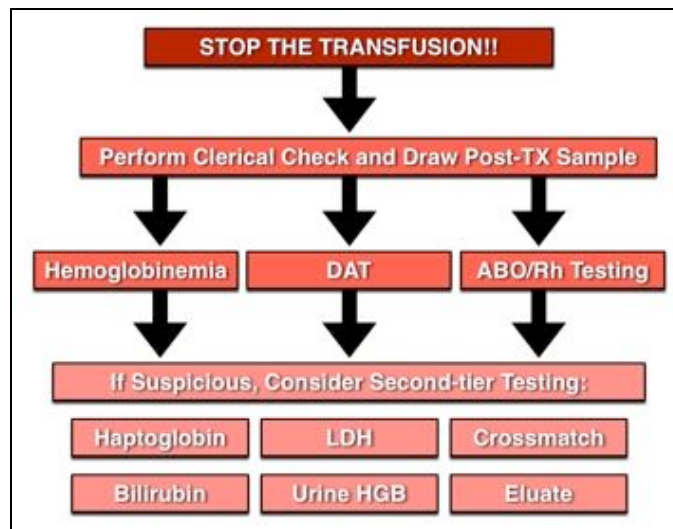 STOP THE TRANSFUSION!!
Perform Clerical Check and Draw Post-TX Sample
Hemoglobinemia
DAT
ABO/Rh Testing
If Suspicious, Consider Second-tier Testing:
Haptoglobin
LDH
Crossmatch
Bilirubin
Urine HGB
Eluate